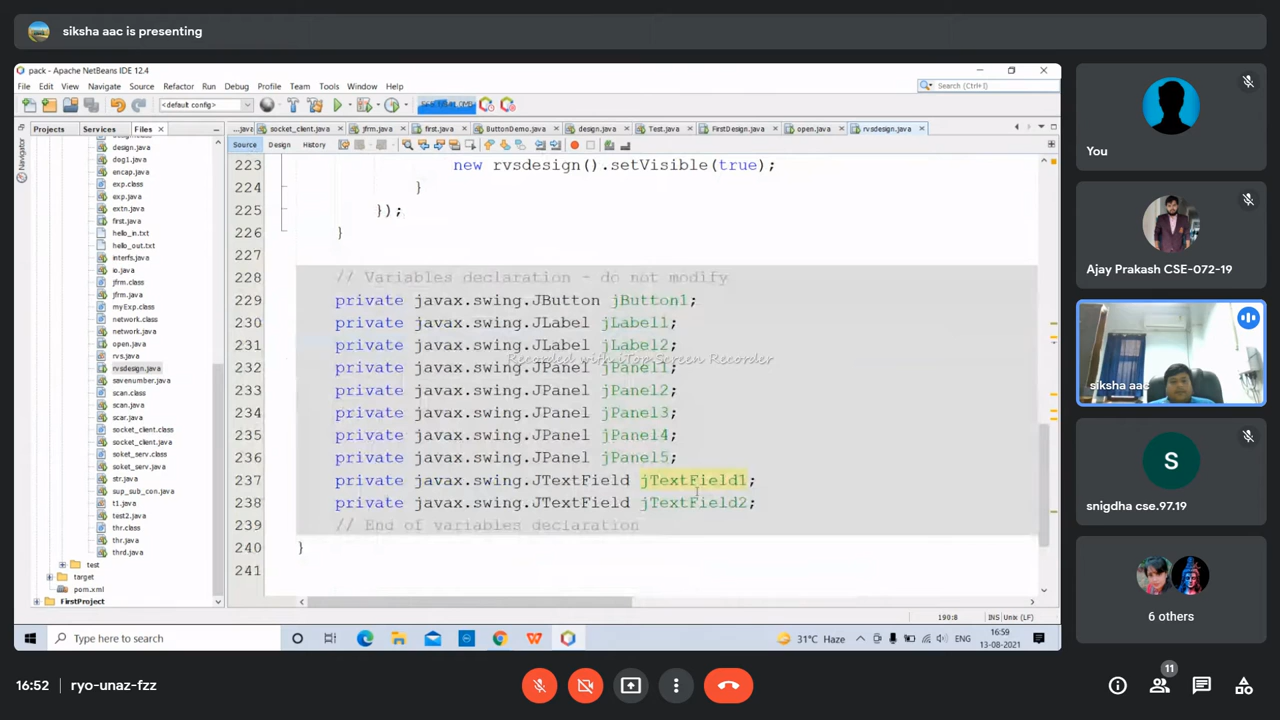 siksha aac is presenting
pack - Apache NetBeans IDE 12.4
File Edit View Navigate Source Refactor Run Debug Profile Team Tools Window Help
Search (Ctrl+I)
<default config>
Projects Services Files
...java socket_client.java jfrm.java first.java ButtonDemo.java design.java Test.java FirstDesign.java open.java rvsdesign.java
Source Design History
Navigator
design.java
dog1.java
encap.java
exp.class
exp.java
extn.java
first.java
hello_in.txt
hello_out.txt
interfs.java
io.java
jfrm.class
jfrm.java
myExp.class
network.class
network.java
open.java
rvs.java
rvsdesign.java
savenumber.java
scan.class
scan.java
scar.java
socket_client.class
socket_client.java
soket_serv.class
soket_serv.java
str.java
sup_sub_con.java
t1.java
test2.java
thr.class
thr.java
thrd.java
test
target
pom.xml
FirstProject
223 new rvsdesign().setVisible(true);
224 }
225 });
226 }
227
228 // Variables declaration - do not modify
229 private javax.swing.JButton jButton1;
230 private javax.swing.JLabel jLabel1;
231 private javax.swing.JLabel jLabel2;
232 private javax.swing.JPanel jPanel1;
233 private javax.swing.JPanel jPanel2;
234 private javax.swing.JPanel jPanel3;
235 private javax.swing.JPanel jPanel4;
236 private javax.swing.JPanel jPanel5;
237 private javax.swing.JTextField jTextField1;
238 private javax.swing.JTextField jTextField2;
239 // End of variables declaration
240 }
241
Recorded with iTop Screen Recorder
190:8 INS Unix (LF)
Type here to search
31°C Haze
ENG
16:59
13-08-2021
You
Ajay Prakash CSE-072-19
siksha aac
S
snigdha cse.97.19
6 others
16:52 | ryo-unaz-fzz
11